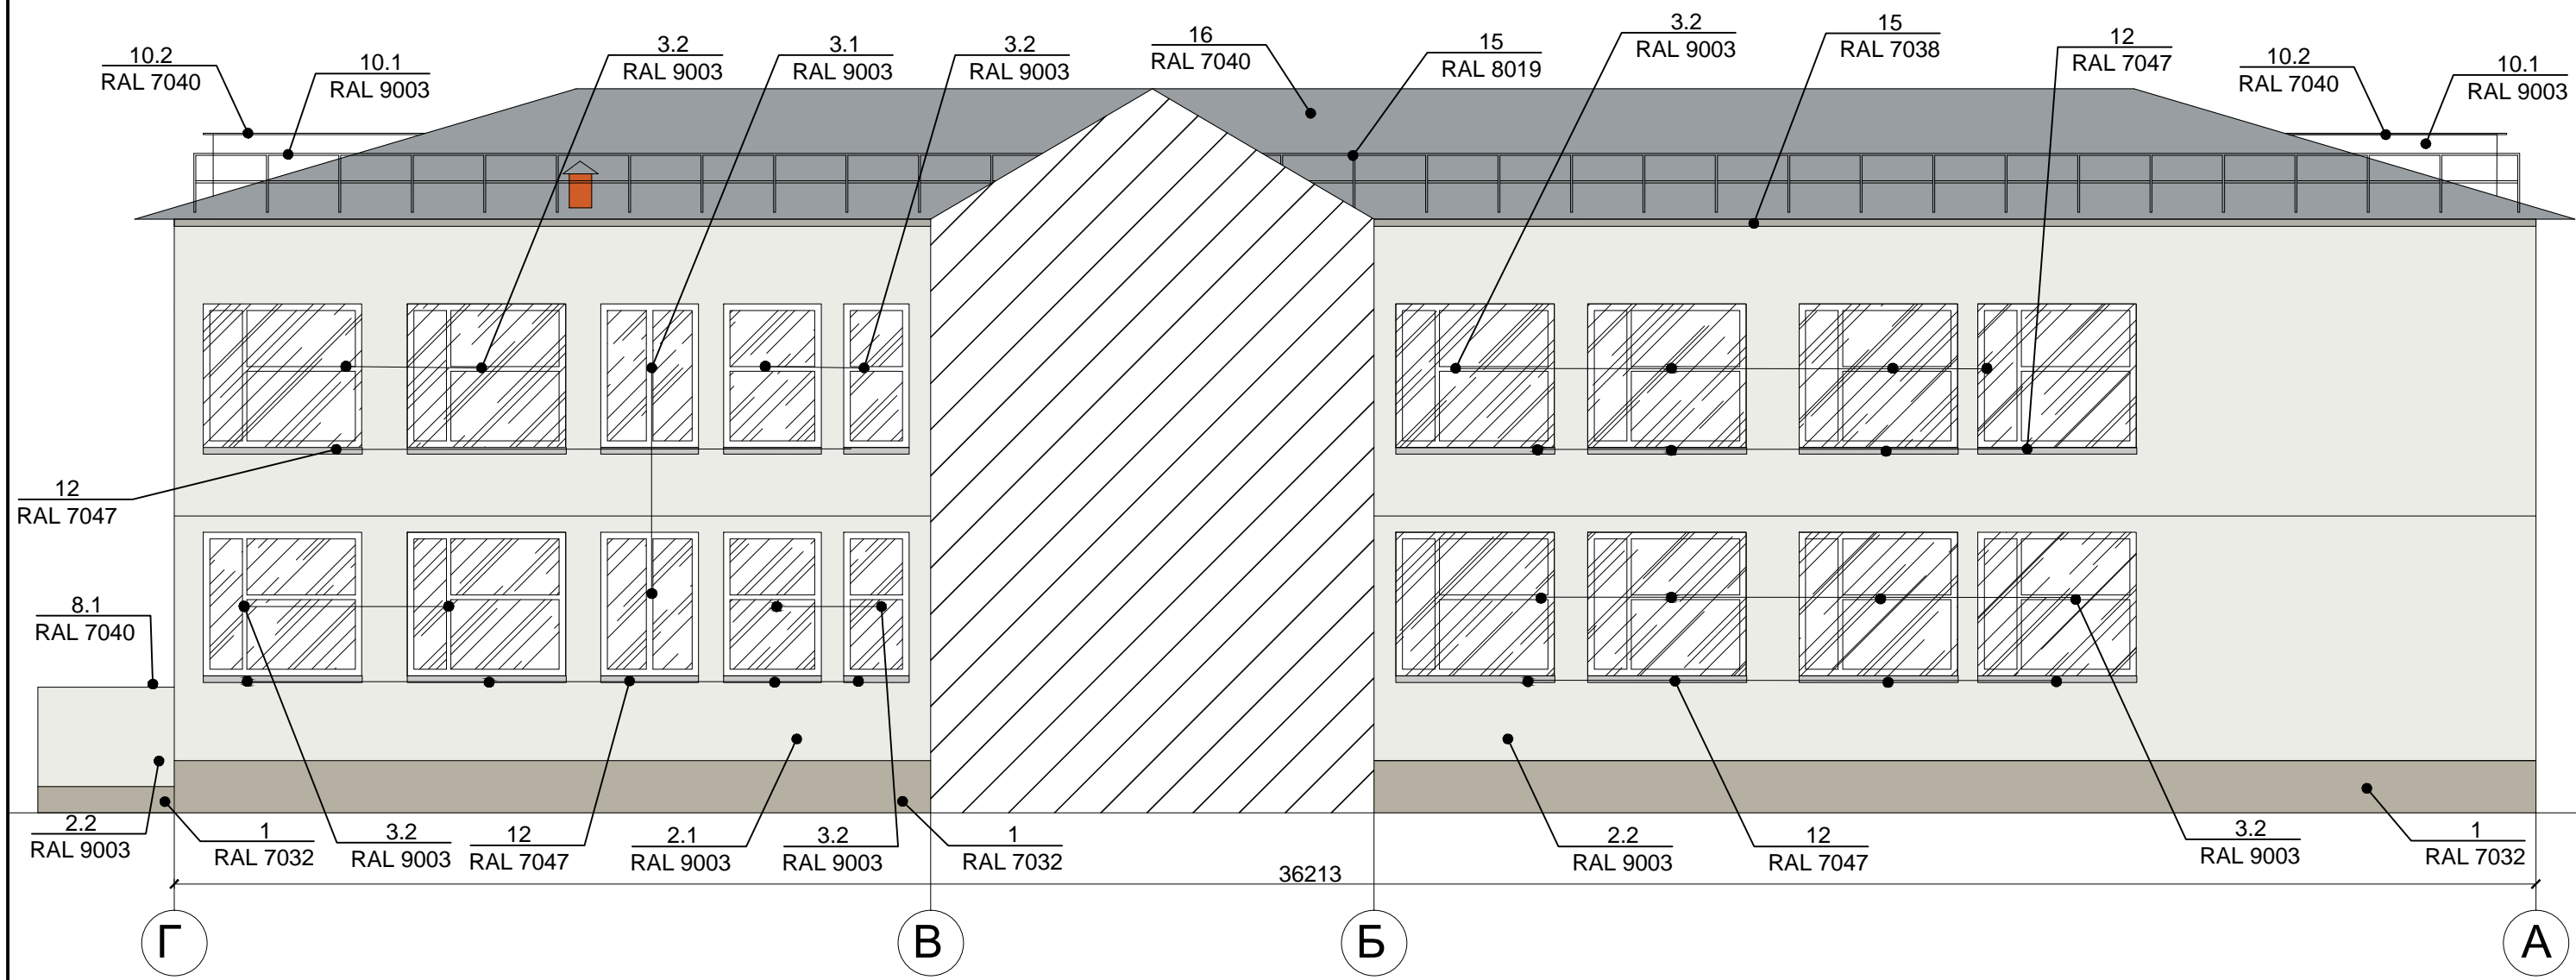 10.2
RAL 7040
10.1
RAL 9003
3.2
RAL 9003
3.1
RAL 9003
3.2
RAL 9003
16
RAL 7040
15
RAL 8019
3.2
RAL 9003
15
RAL 7038
12
RAL 7047
10.2
RAL 7040
10.1
RAL 9003
12
RAL 7047
8.1
RAL 7040
2.2
RAL 9003
1
RAL 7032
3.2
RAL 9003
12
RAL 7047
2.1
RAL 9003
3.2
RAL 9003
1
RAL 7032
2.2
RAL 9003
12
RAL 7047
3.2
RAL 9003
1
RAL 7032
36213
Г
В
Б
А